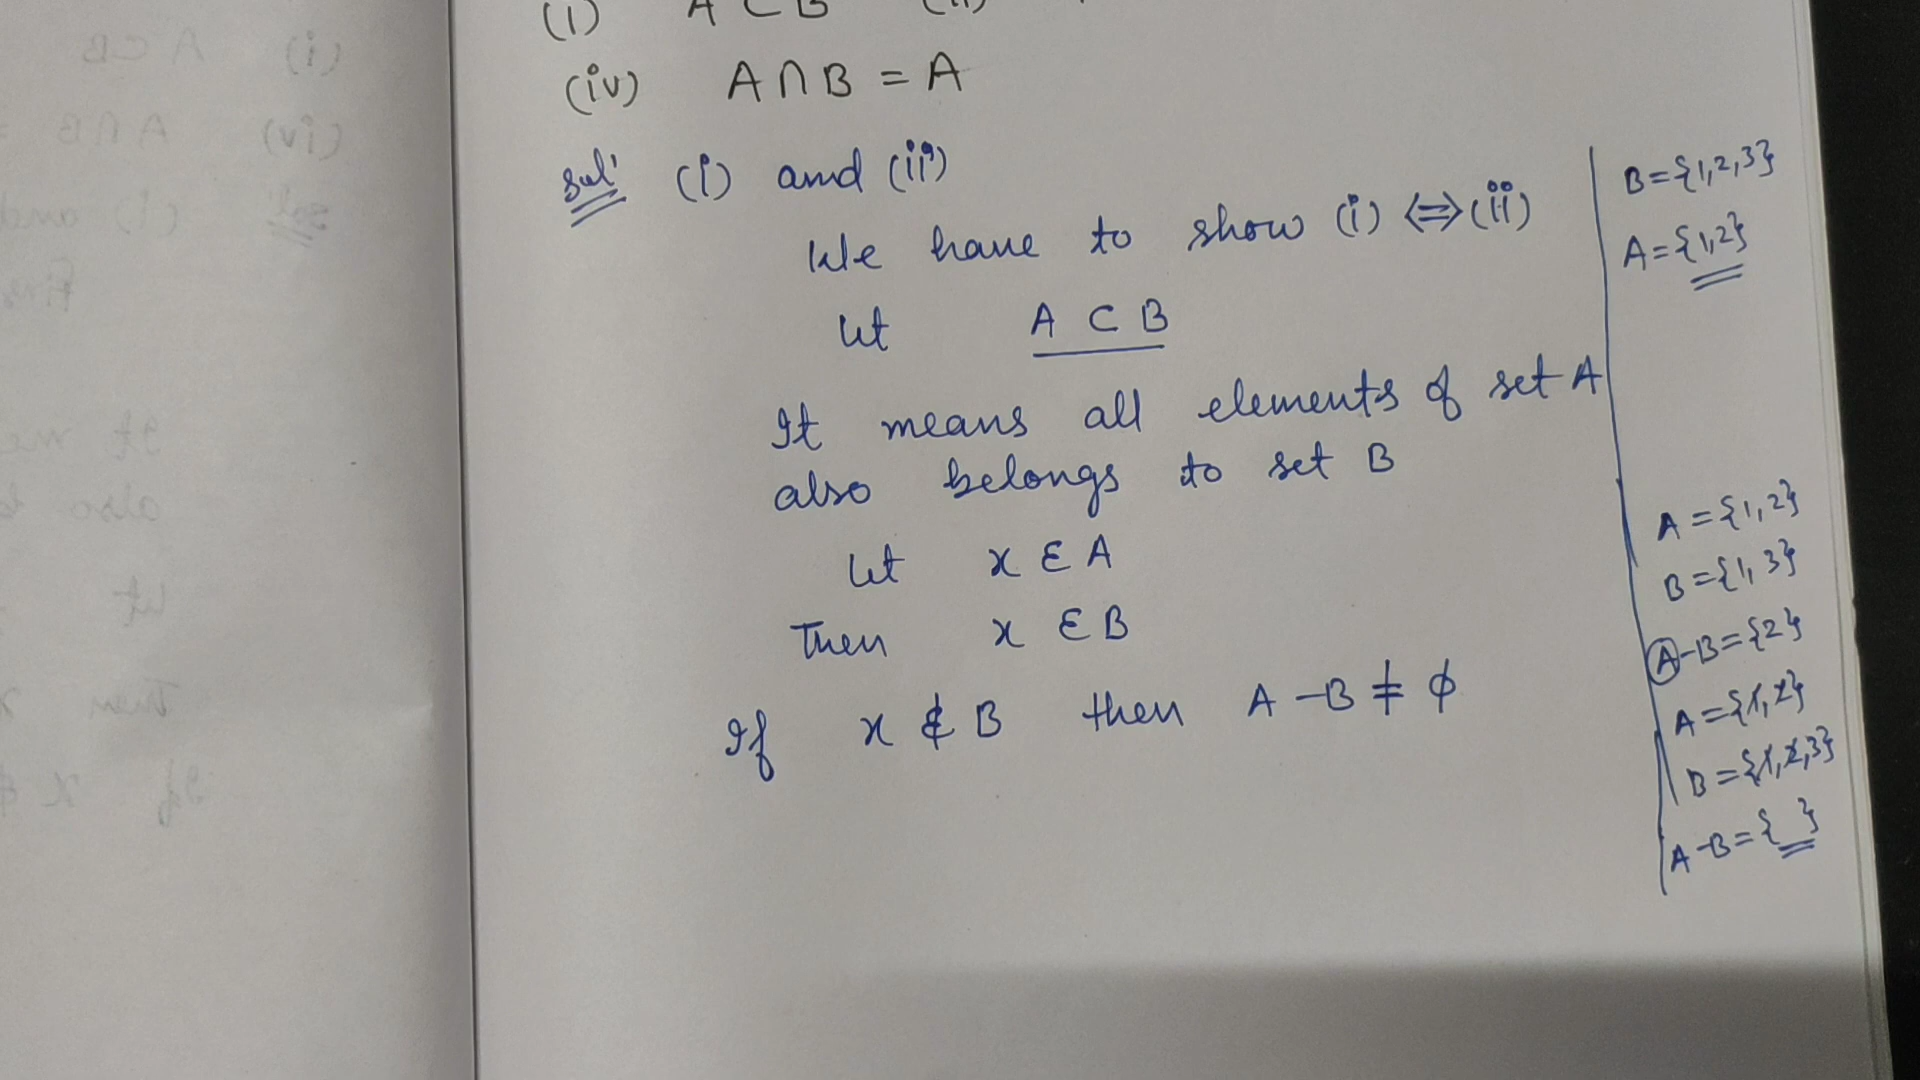 (i) A ⊂ B (ii)
(iv) A ∩ B = A
sol' (i) and (ii)
We have to show (i) ⇔ (ii)
Let A ⊂ B
It means all elements of set A
also belongs to set B
Let x ∈ A
Then x ∈ B
If x ∉ B then A - B ≠ φ
B = {1,2,3}
A = {1,2}
A = {1,2}
B = {1,3}
A-B = {2}
A = {1,2}
B = {1,2,3}
A-B = { }